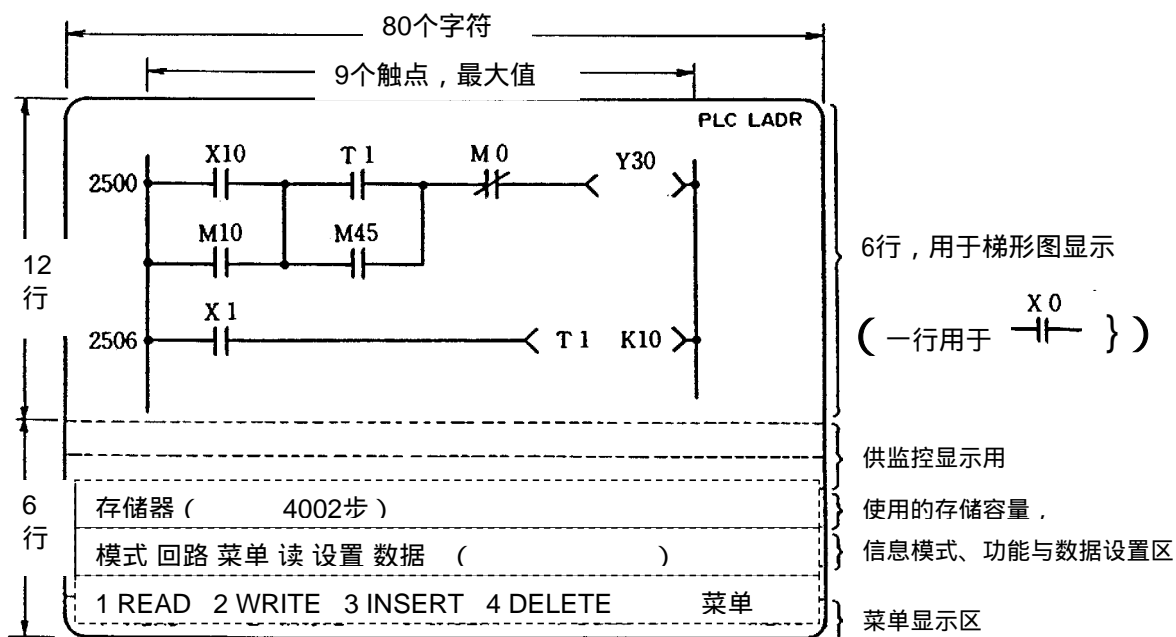 80个字符
9个触点，最大值
PLC LADR
X10 T 1 M 0 Y30
2500
M10 M45
12
行
6行，用于梯形图显示
X 1
2506 T 1 K10
X 0
( 一行用于 } )
供监控显示用
6
行
存储器（ 4002步）
使用的存储容量．
模式 回路 菜单 读 设置 数据 （ ）
信息模式、功能与数据设置区
1 READ 2 WRITE 3 INSERT 4 DELETE 菜单
菜单显示区